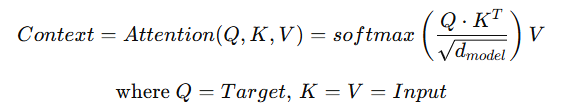 Context = Attention(Q, K, V) = softmax(Q · K^T / √d_model) V
where Q = Target, K = V = Input